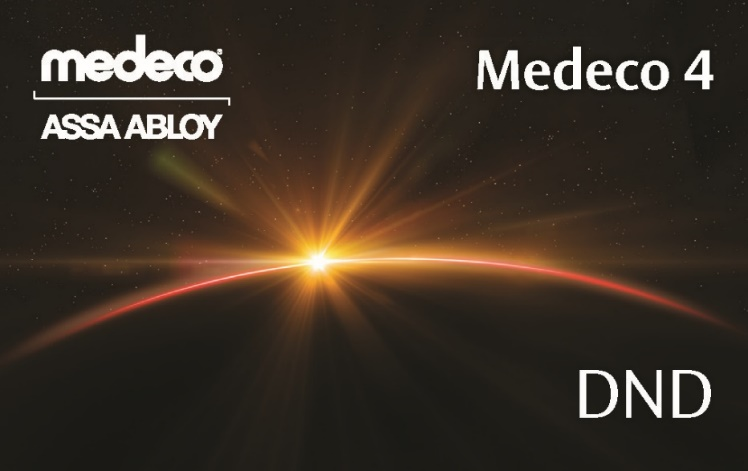 medeco
ASSA ABLOY
Medeco 4
DND